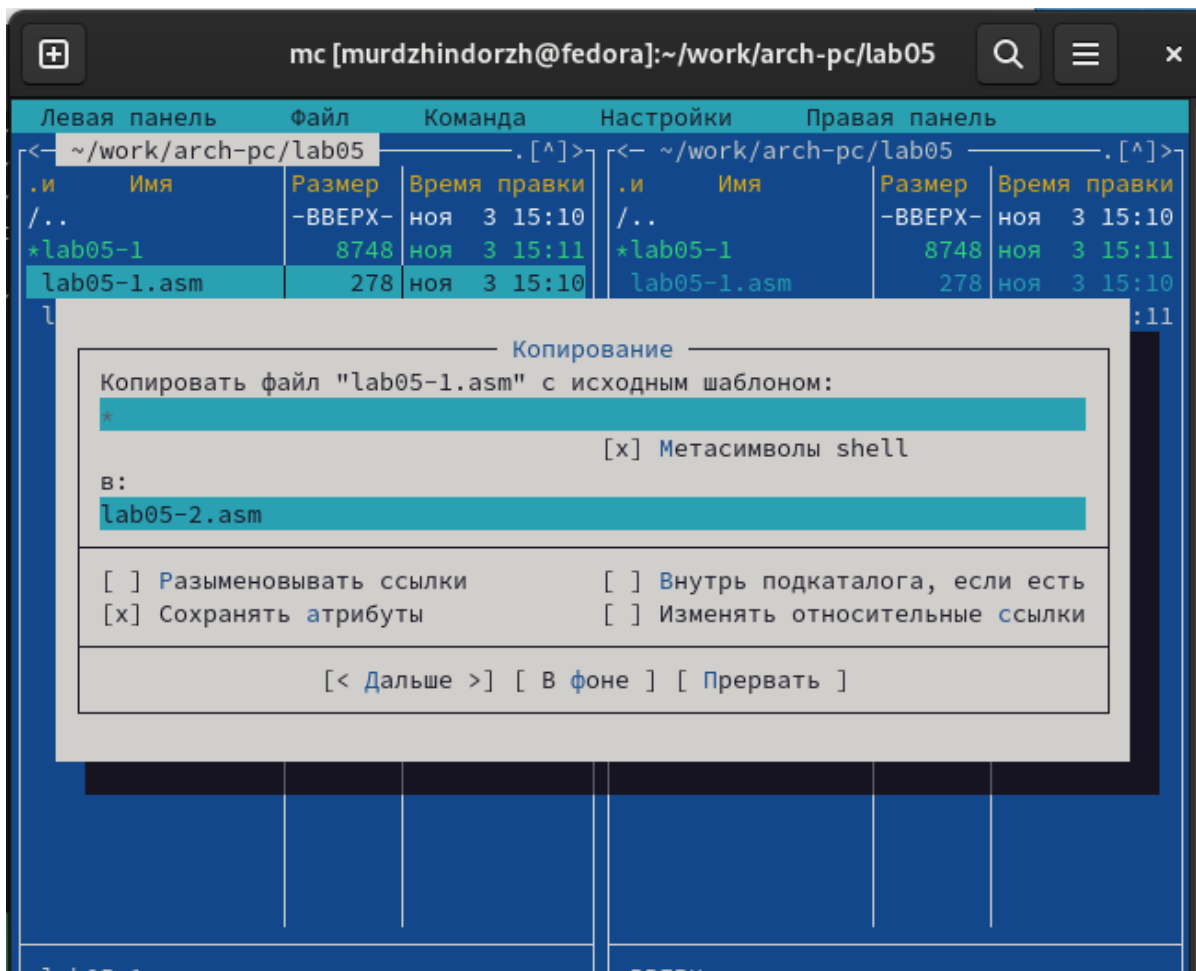 mc [murdzhindorzh@fedora]:~/work/arch-pc/lab05
Левая панель Файл Команда Настройки Правая панель
<— ~/work/arch-pc/lab05 ———.[^]> <— ~/work/arch-pc/lab05 ———.[^]>
.и Имя Размер Время правки .и Имя Размер Время правки
/.. -ВВЕРХ- ноя 3 15:10 /.. -ВВЕРХ- ноя 3 15:10
*lab05-1 8748 ноя 3 15:11 *lab05-1 8748 ноя 3 15:11
lab05-1.asm 278 ноя 3 15:10 lab05-1.asm 278 ноя 3 15:10
:11
Копирование
Копировать файл "lab05-1.asm" с исходным шаблоном:
*
[x] Метасимволы shell
в:
lab05-2.asm
[ ] Разыменовывать ссылки [ ] Внутрь подкаталога, если есть
[x] Сохранять атрибуты [ ] Изменять относительные ссылки
[< Дальше >] [ В фоне ] [ Прервать ]